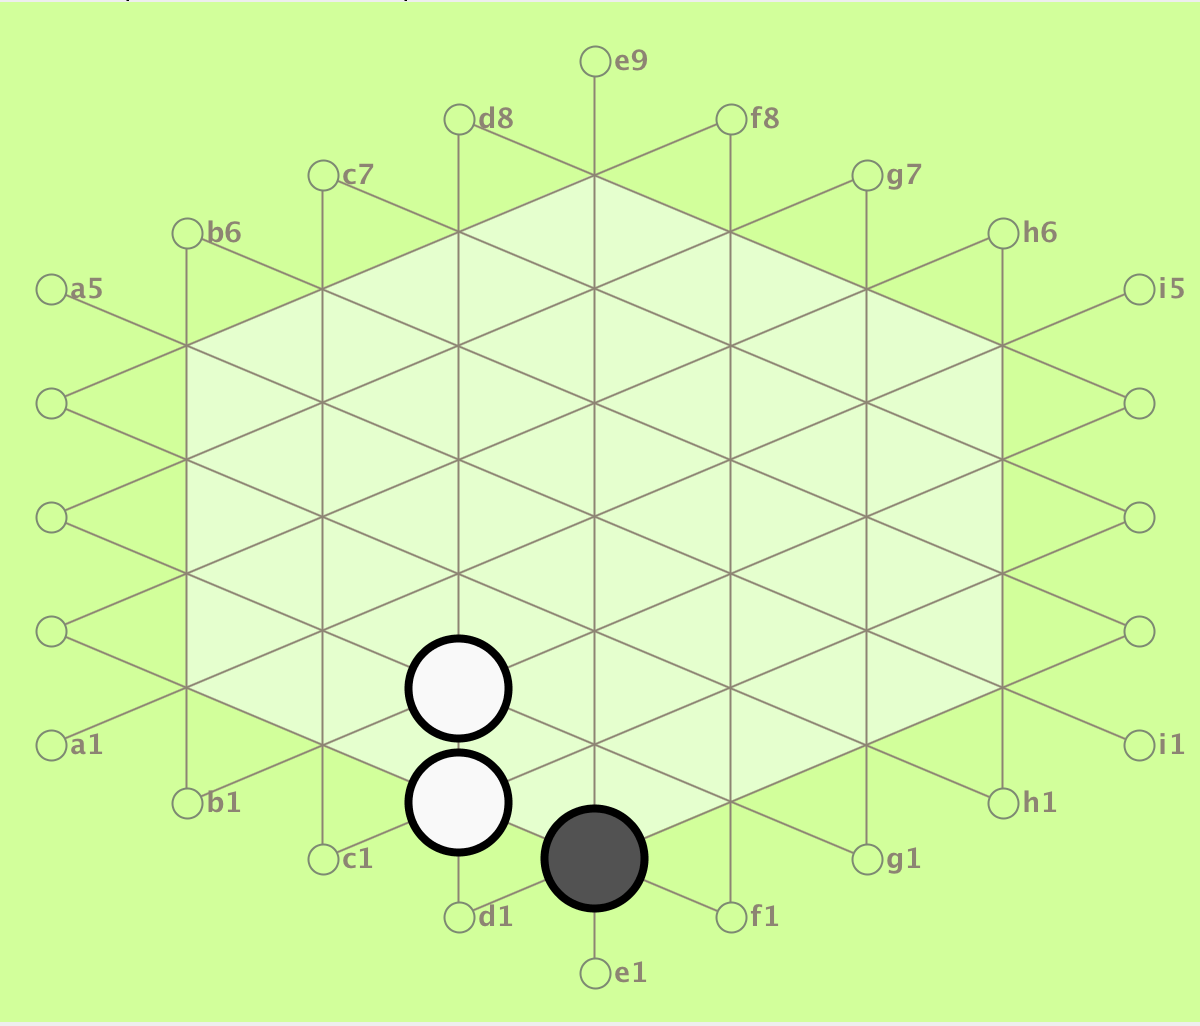 e9
d8 f8
c7 g7
b6 h6
a5 i5
a1 i1
b1 h1
c1 g1
d1 f1
e1